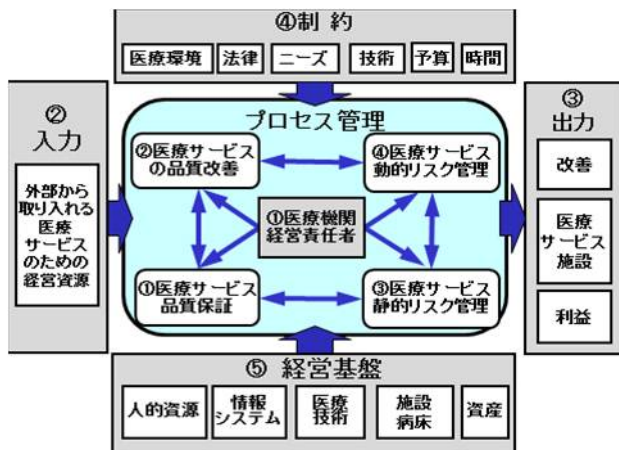 ④制 約
医療環境
法律
ニーズ
技術
予算
時間
②
入力
外部から
取り入れる
医療
サービス
のための
経営資源
プロセス管理
②医療サービス
の品質改善
④医療サービス
動的リスク管理
①医療機関
経営責任者
①医療サービス
品質保証
③医療サービス
静的リスク管理
③
出力
改善
医療
サービス
施設
利益
⑤ 経営基盤
人的資源
情報
システム
医療
技術
施設
病床
資産